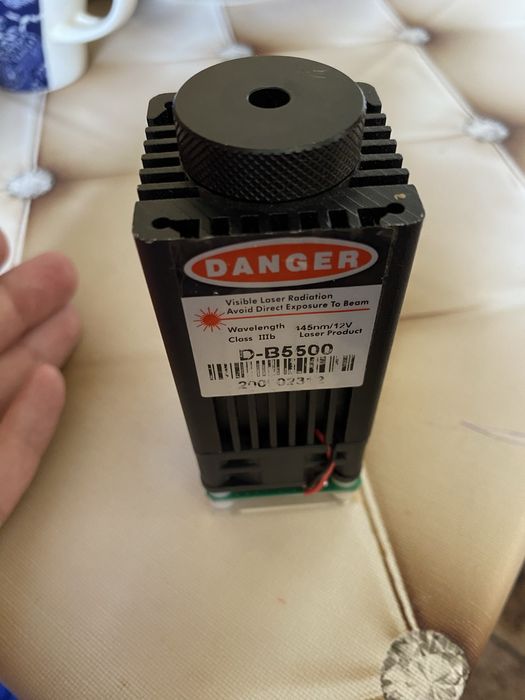 DANGER
Visible Laser Radiation
Avoid Direct Exposure To Beam
Wavelength 445nm/12V
Class IIIb Laser Product
D-B5500